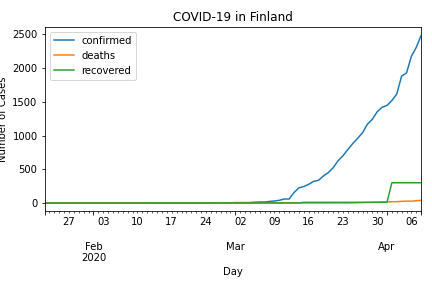 COVID-19 in Finland
confirmed
deaths
recovered
Number of Cases
2500
2000
1500
1000
500
0
27 03 10 17 24 02 09 16 23 30 06
Feb Mar Apr
2020
Day